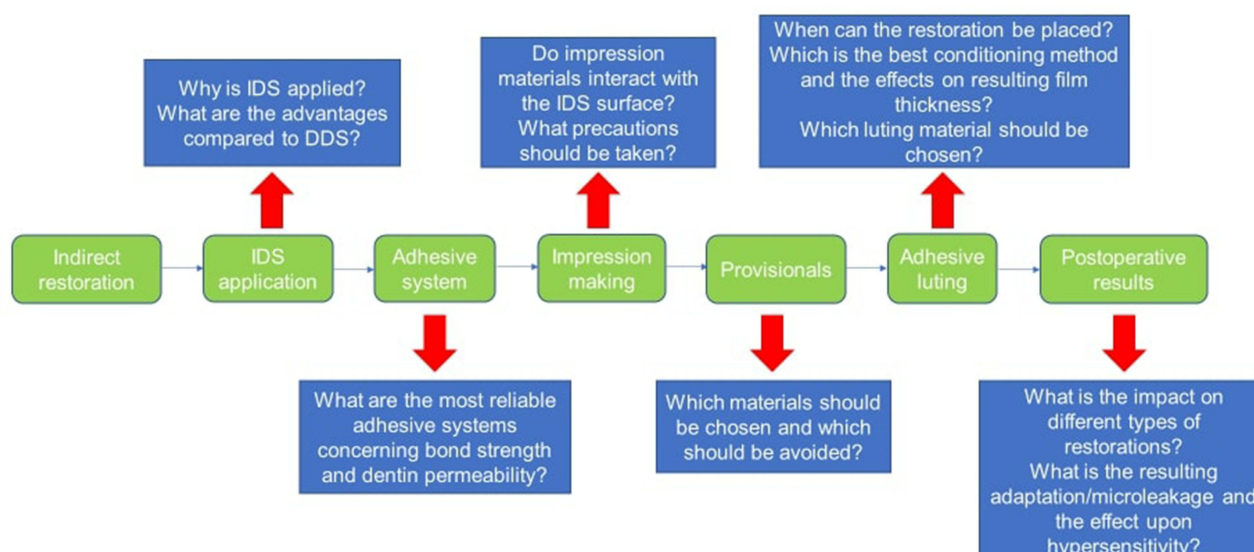 Why is IDS applied?
What are the advantages
compared to DDS?
Do impression
materials interact with
the IDS surface?
What precautions
should be taken?
When can the restoration be placed?
Which is the best conditioning method
and the effects on resulting film
thickness?
Which luting material should be
chosen?
Indirect
restoration
IDS
application
Adhesive
system
Impression
making
Provisionals
Adhesive
luting
Postoperative
results
What are the most reliable
adhesive systems
concerning bond strength
and dentin permeability?
Which materials should
be chosen and which
should be avoided?
What is the impact on
different types of
restorations?
What is the resulting
adaptation/microleakage and
the effect upon
hypersensitivity?